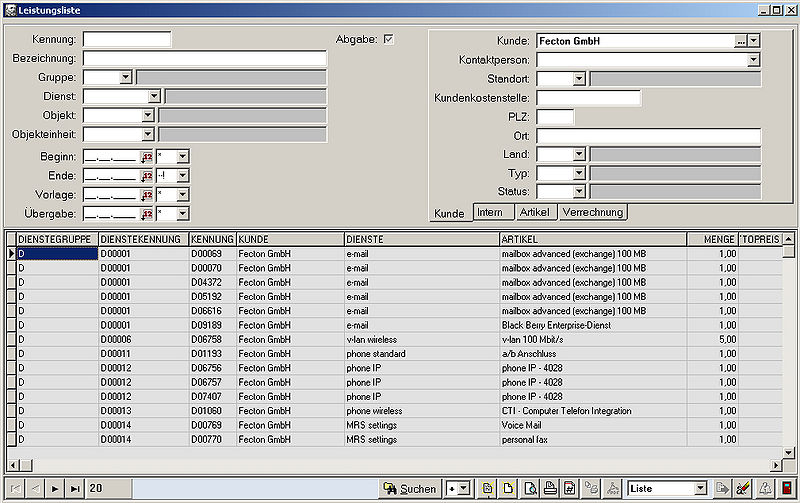 Leistungsliste
Kennung:
Abgabe:
Bezeichnung:
Gruppe:
Dienst:
Objekt:
Objekteinheit:
Beginn: __.__.____ 12 *
Ende: __.__.____ 12
Vorlage: __.__.____ 12 *
Übergabe: __.__.____ 12 *
Kunde: Fecton GmbH ...
Kontaktperson:
Standort:
Kundenkostenstelle:
PLZ:
Ort:
Land:
Typ:
Status:
Kunde Intern Artikel Verrechnung
DIENSTEGRUPPE DIENSTEKENNUNG KENNUNG KUNDE DIENSTE ARTIKEL MENGE 'TOPREIS
D D00001 D00069 Fecton GmbH e-mail mailbox advanced (exchange) 100 MB 1,00
D D00001 D00070 Fecton GmbH e-mail mailbox advanced (exchange) 100 MB 1,00
D D00001 D04372 Fecton GmbH e-mail mailbox advanced (exchange) 100 MB 1,00
D D00001 D05192 Fecton GmbH e-mail mailbox advanced (exchange) 100 MB 1,00
D D00001 D06616 Fecton GmbH e-mail mailbox advanced (exchange) 100 MB 1,00
D D00001 D09189 Fecton GmbH e-mail Black Berry Enterprise-Dienst 1,00
D D00006 D06758 Fecton GmbH v-lan wireless v-lan 100 Mbit/s 5,00
D D00011 D01193 Fecton GmbH phone standard a/b Anschluss 1,00
D D00012 D06756 Fecton GmbH phone IP phone IP - 4028 1,00
D D00012 D06757 Fecton GmbH phone IP phone IP - 4028 1,00
D D00012 D07407 Fecton GmbH phone IP phone IP - 4028 1,00
D D00013 D01060 Fecton GmbH phone wireless CTI - Computer Telefon Integration 1,00
D D00014 D00769 Fecton GmbH MRS settings Voice Mail 1,00
D D00014 D00770 Fecton GmbH MRS settings personal fax 1,00
20 Suchen + Liste